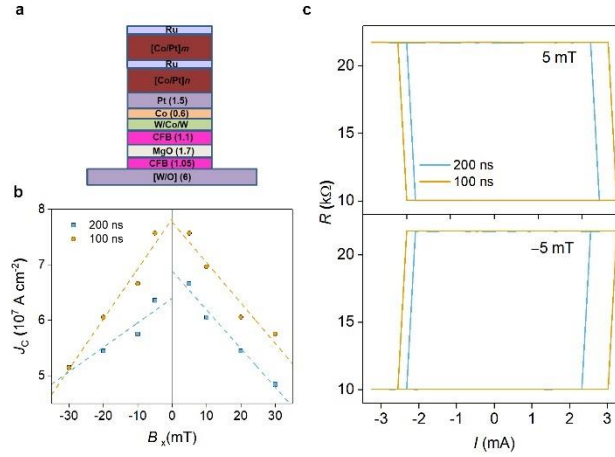 a
Ru
[Co/Pt]m
Ru
[Co/Pt]n
Pt (1.5)
Co (0.6)
W/Co/W
CFB (1.1)
MgO (1.7)
CFB (1.05)
[W/O] (6)
b
8
7
6
5
200 ns
100 ns
-30 -20 -10 0 10 20 30
J_C (10⁷ A cm⁻²)
B_x(mT)
c
5 mT
20
15
10
200 ns
100 ns
R (kΩ)
−5 mT
20
15
10
-3 -2 -1 0 1 2 3
I (mA)